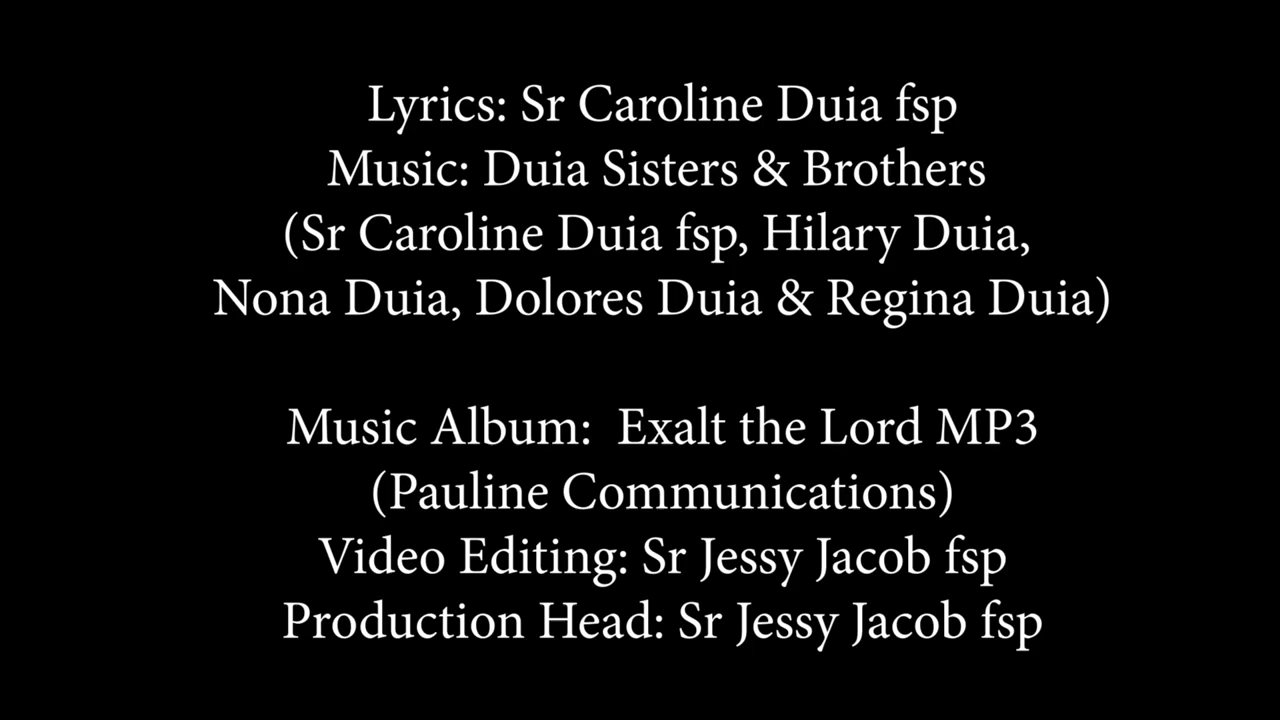 Lyrics: Sr Caroline Duia fsp
Music: Duia Sisters & Brothers
(Sr Caroline Duia fsp, Hilary Duia,
Nona Duia, Dolores Duia & Regina Duia)
Music Album:  Exalt the Lord MP3
(Pauline Communications)
Video Editing: Sr Jessy Jacob fsp
Production Head: Sr Jessy Jacob fsp